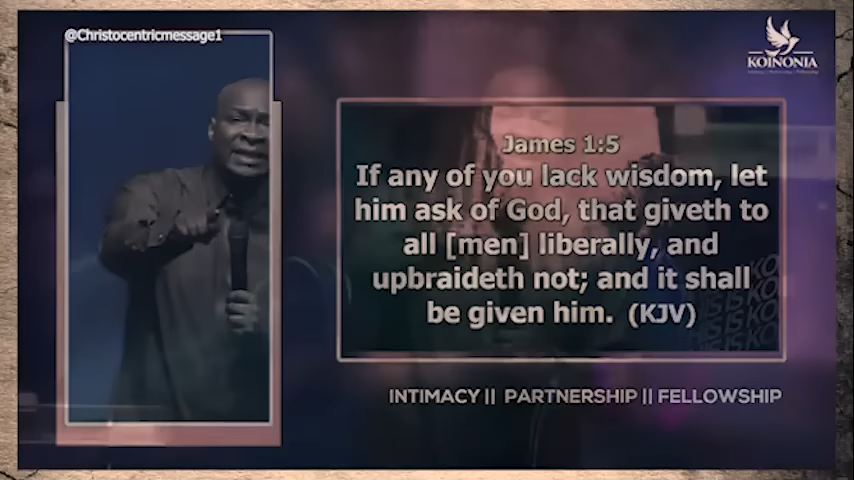 @Christocentricmessage1
KOINONIA
James 1:5
If any of you lack wisdom, let
him ask of God, that giveth to
all [men] liberally, and
upbraideth not; and it shall
be given him. (KJV)
INTIMACY || PARTNERSHIP || FELLOWSHIP